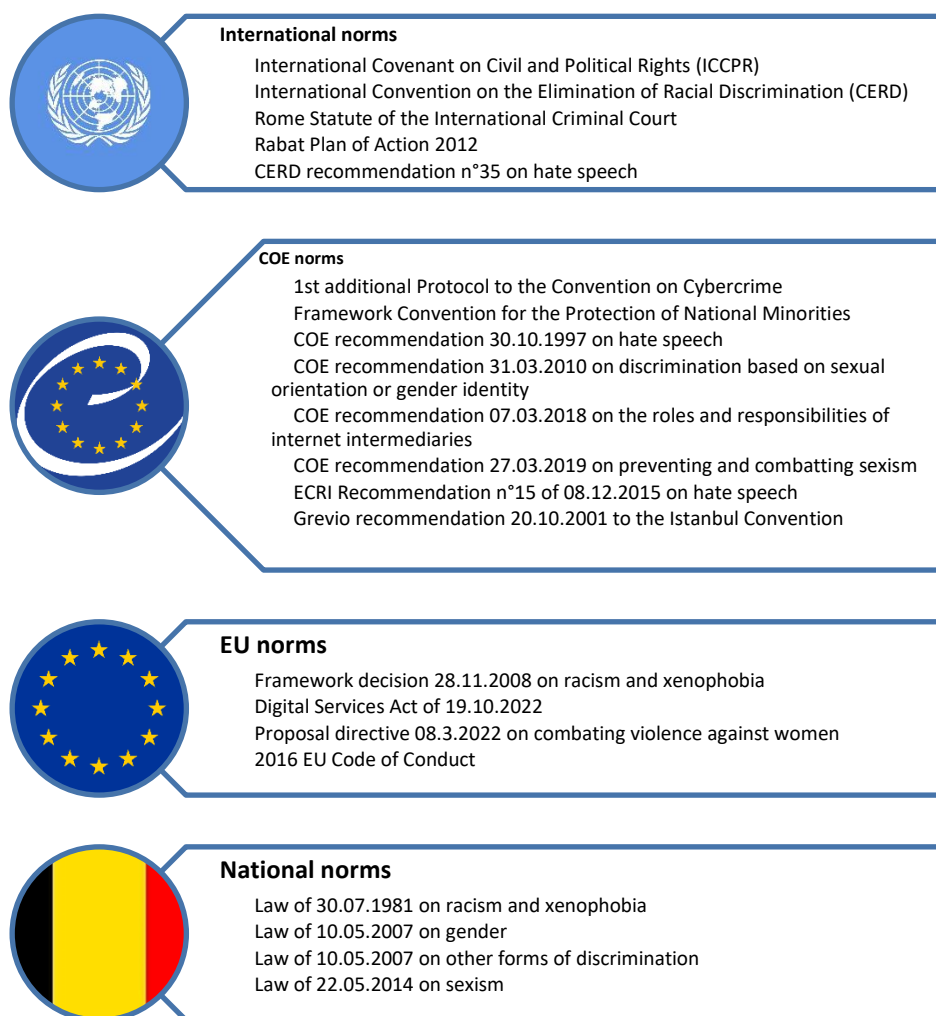 International norms
International Covenant on Civil and Political Rights (ICCPR)
International Convention on the Elimination of Racial Discrimination (CERD)
Rome Statute of the International Criminal Court
Rabat Plan of Action 2012
CERD recommendation n°35 on hate speech
COE norms
1st additional Protocol to the Convention on Cybercrime
Framework Convention for the Protection of National Minorities
COE recommendation 30.10.1997 on hate speech
COE recommendation 31.03.2010 on discrimination based on sexual
orientation or gender identity
COE recommendation 07.03.2018 on the roles and responsibilities of
internet intermediaries
COE recommendation 27.03.2019 on preventing and combatting sexism
ECRI Recommendation n°15 of 08.12.2015 on hate speech
Grevio recommendation 20.10.2001 to the Istanbul Convention
EU norms
Framework decision 28.11.2008 on racism and xenophobia
Digital Services Act of 19.10.2022
Proposal directive 08.3.2022 on combating violence against women
2016 EU Code of Conduct
National norms
Law of 30.07.1981 on racism and xenophobia
Law of 10.05.2007 on gender
Law of 10.05.2007 on other forms of discrimination
Law of 22.05.2014 on sexism